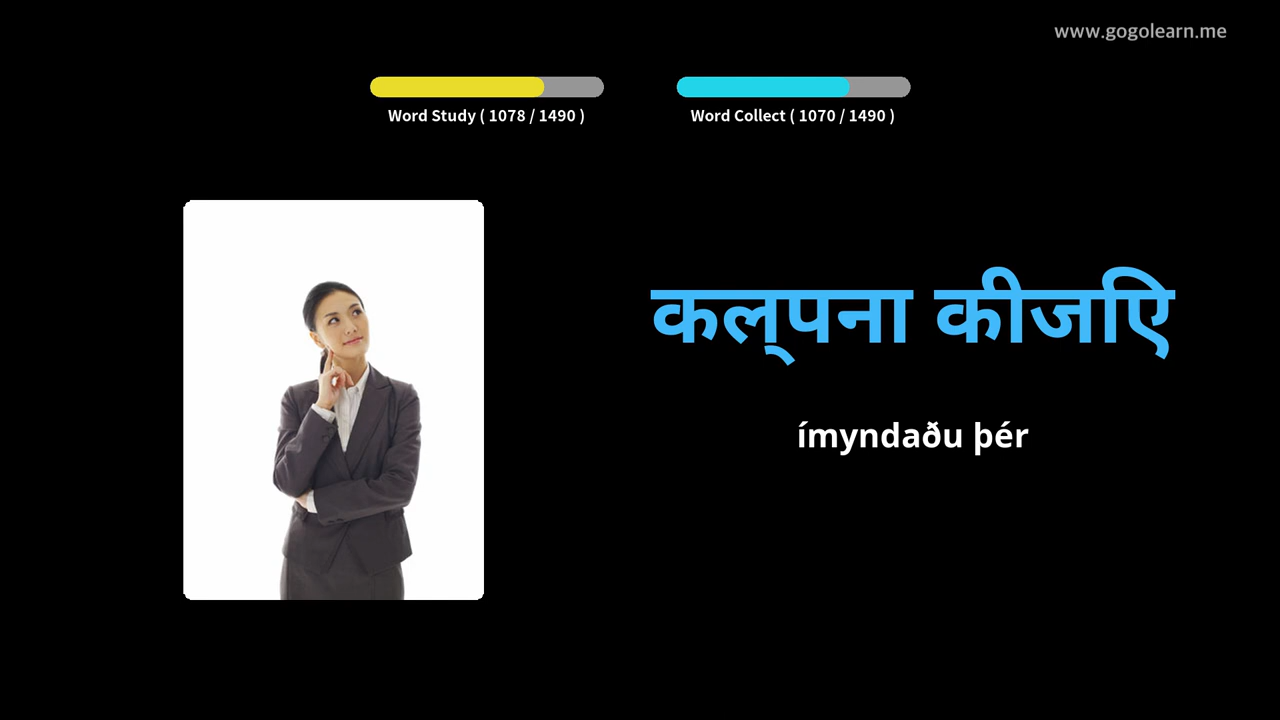 www.gogolearn.me
Word Study ( 1078 / 1490 )
Word Collect ( 1070 / 1490 )
कल्पना कीजिए
ímyndaðu þér